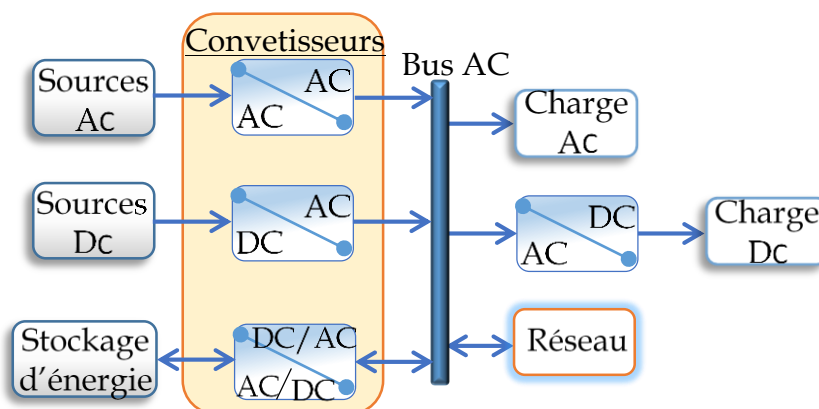 Convetisseurs
Bus AC
Sources
Ac
AC
AC
Charge
Ac
Sources
Dc
AC
DC
DC
AC
Charge
Dc
Stockage
d'énergie
DC/AC
AC/DC
Réseau